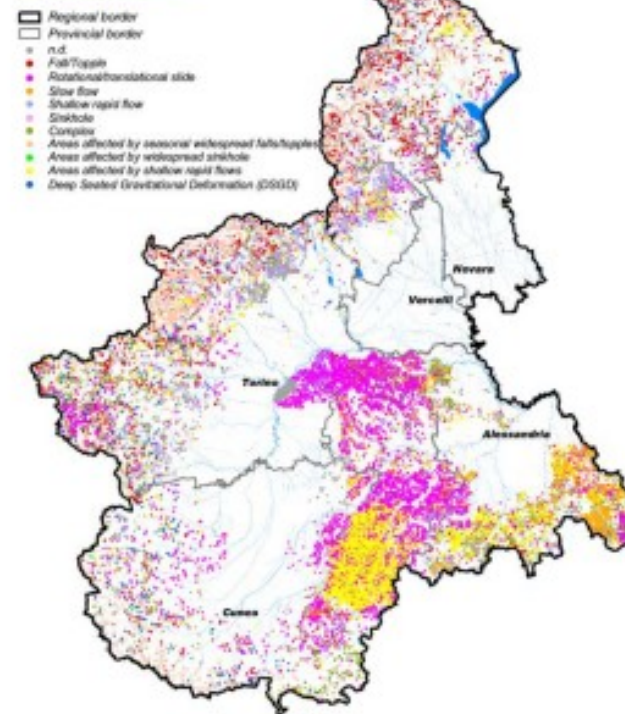 Regional border
Provincial border
n.d.
Fall/Topple
Rotational/translational slide
Slow flow
Shallow rapid flow
Sinkhole
Complex
Areas affected by seasonal widespread falls/topples
Areas affected by widespread sinkhole
Areas affected by shallow rapid flows
Deep Seated Gravitational Deformation (DSGD)
Novara
Vercelli
Torino
Alessandria
Cuneo